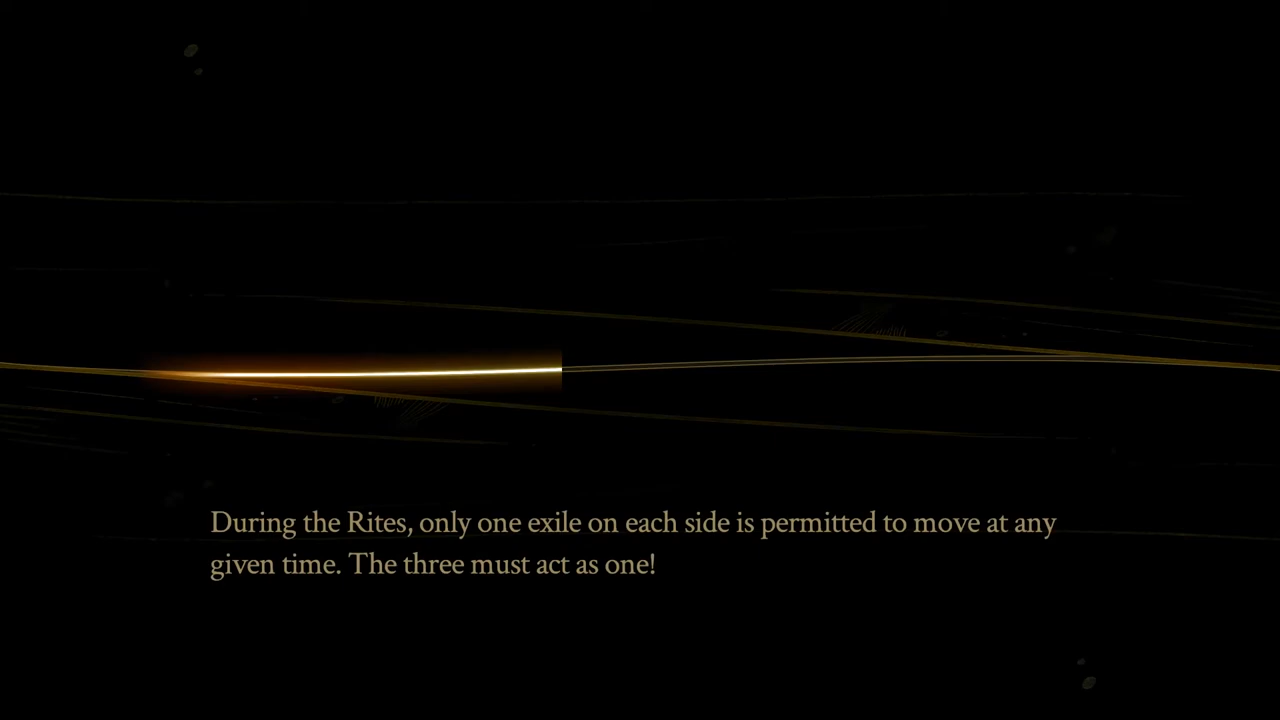 During the Rites, only one exile on each side is permitted to move at any
given time. The three must act as one!